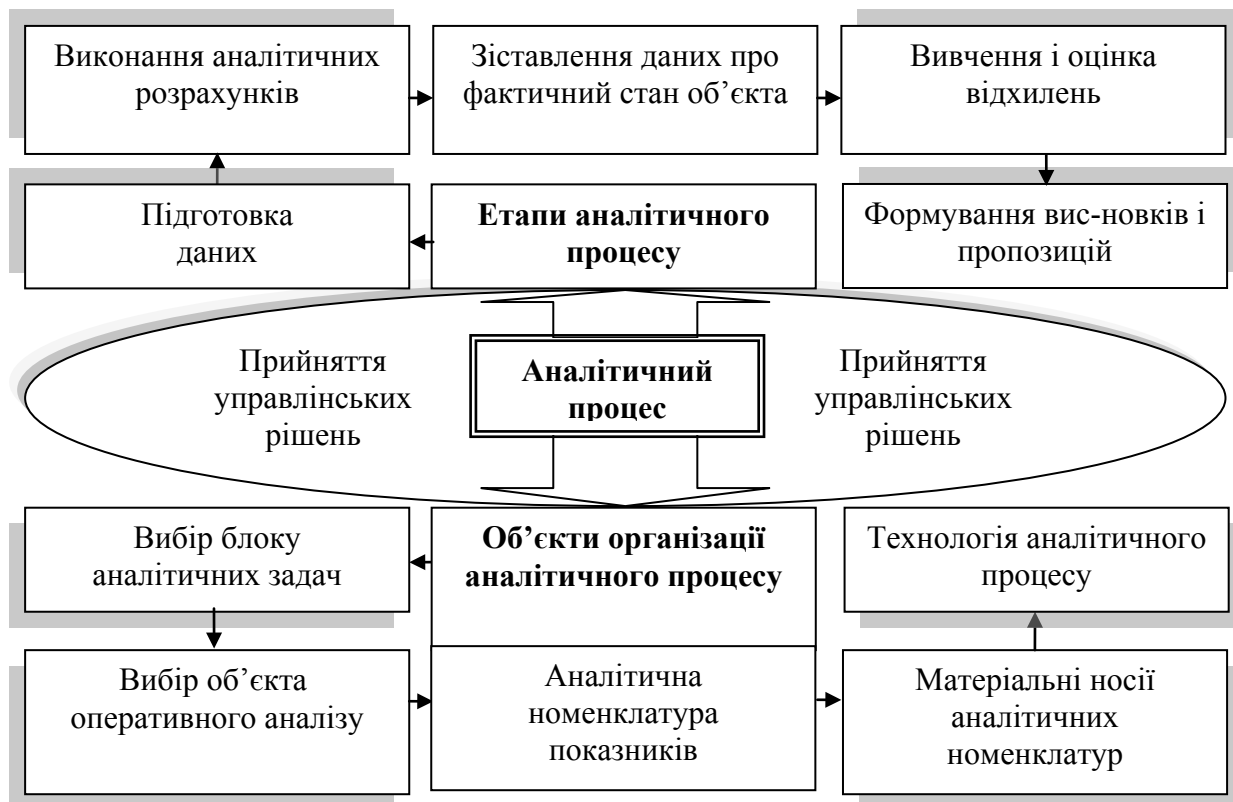 Виконання аналітичних
розрахунків
Зіставлення даних про
фактичний стан об’єкта
Вивчення і оцінка
відхилень
Підготовка
даних
Етапи аналітичного
процесу
Формування вис-новків і
пропозицій
Прийняття
управлінських
рішень
Аналітичний
процес
Прийняття
управлінських
рішень
Вибір блоку
аналітичних задач
Об’єкти організації
аналітичного процесу
Технологія аналітичного
процесу
Вибір об’єкта
оперативного аналізу
Аналітична
номенклатура
показників
Матеріальні носії
аналітичних
номенклатур